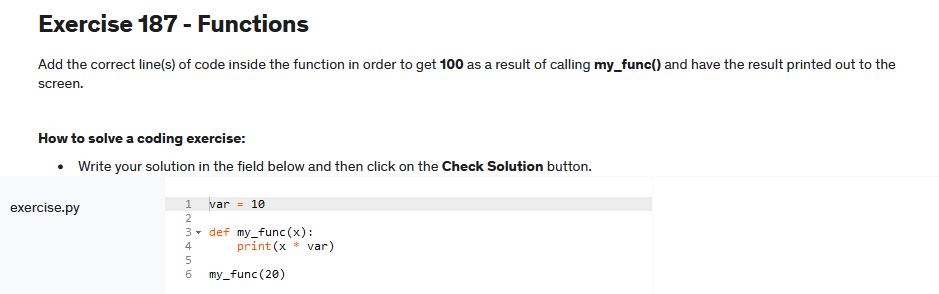 Exercise 187 - Functions
Add the correct line(s) of code inside the function in order to get 100 as a result of calling my_func() and have the result printed out to the
screen.
How to solve a coding exercise:
• Write your solution in the field below and then click on the Check Solution button.
exercise.py
1 var = 10
2
3 def my_func(x):
4     print(x * var)
5
6 my_func(20)